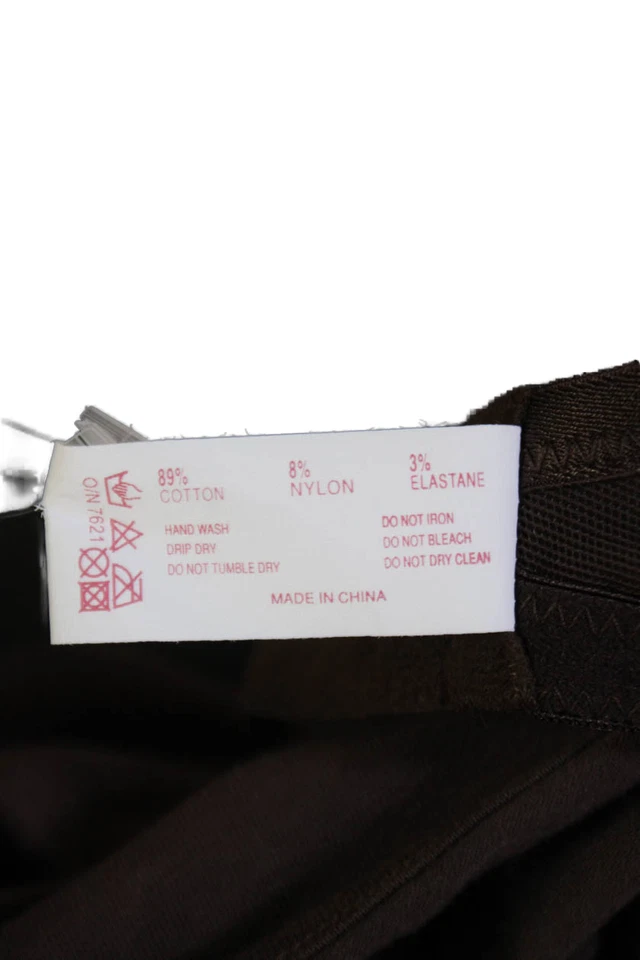 89% 8% 3%
COTTON NYLON ELASTANE
HAND WASH DO NOT IRON
DRIP DRY DO NOT BLEACH
DO NOT TUMBLE DRY DO NOT DRY CLEAN
MADE IN CHINA
O/N 7621